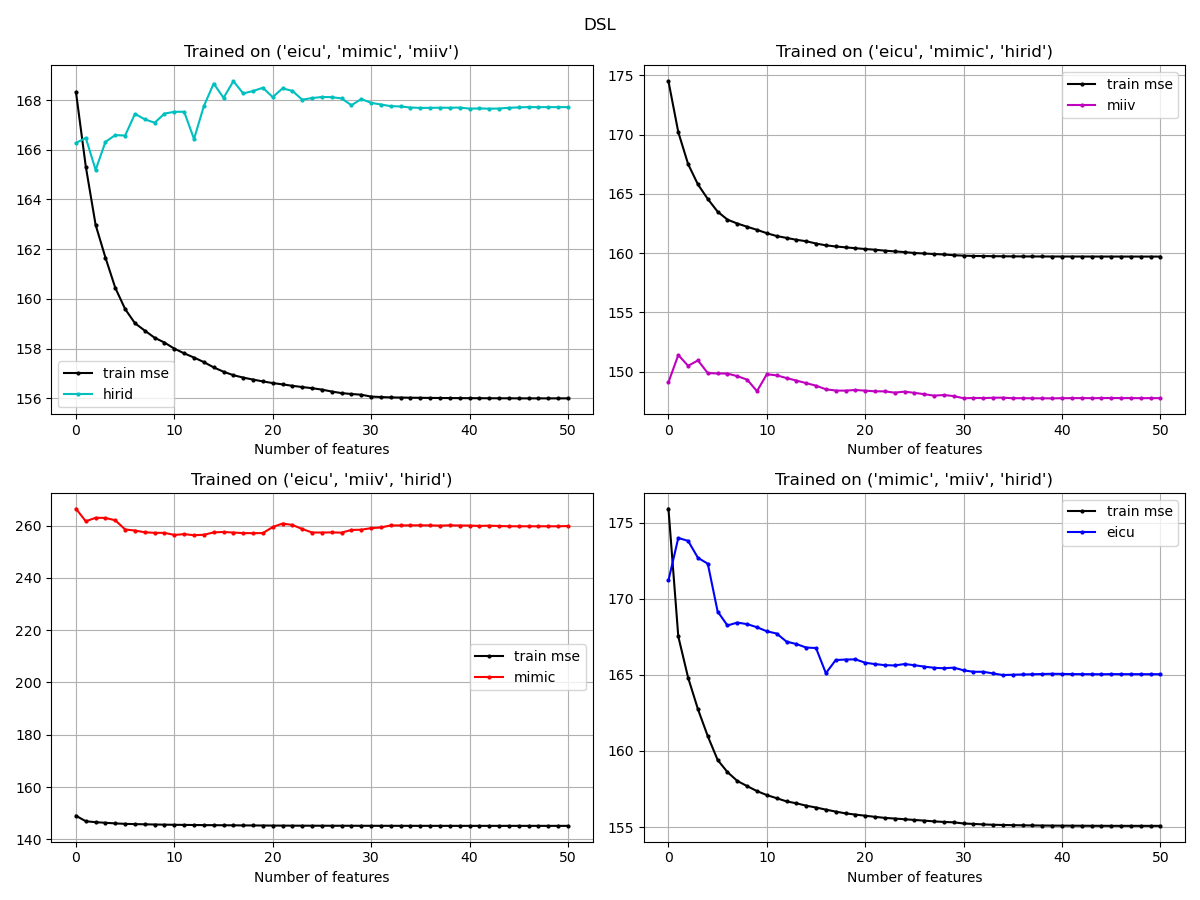 DSL
Trained on ('eicu', 'mimic', 'miiv')
168
166
164
162
160
158
156
train mse
hirid
0 10 20 30 40 50
Number of features
Trained on ('eicu', 'mimic', 'hirid')
175
170
165
160
155
150
train mse
miiv
0 10 20 30 40 50
Number of features
Trained on ('eicu', 'miiv', 'hirid')
260
240
220
200
180
160
140
train mse
mimic
0 10 20 30 40 50
Number of features
Trained on ('mimic', 'miiv', 'hirid')
175
170
165
160
155
train mse
eicu
0 10 20 30 40 50
Number of features